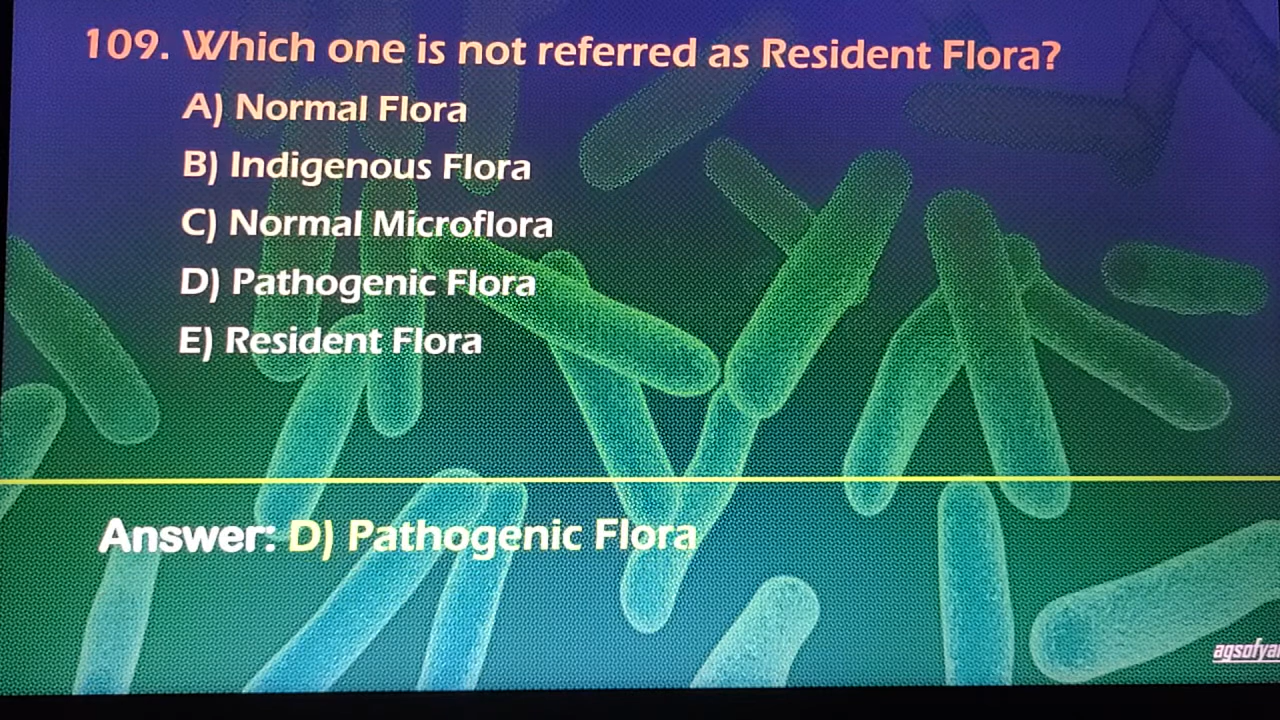 109. Which one is not referred as Resident Flora?
A) Normal Flora
B) Indigenous Flora
C) Normal Microflora
D) Pathogenic Flora
E) Resident Flora
Answer: D) Pathogenic Flora